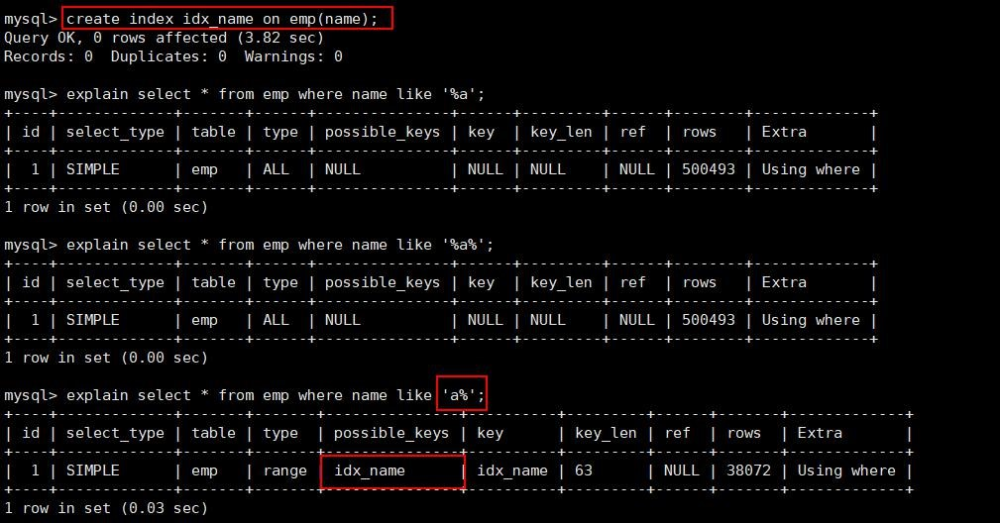 mysql> create index idx_name on emp(name);
Query OK, 0 rows affected (3.82 sec)
Records: 0  Duplicates: 0  Warnings: 0

mysql> explain select * from emp where name like '%a';
+----+-------------+-------+------+---------------+------+---------+------+--------+-------------+
| id | select_type | table | type | possible_keys | key  | key_len | ref  | rows   | Extra       |
+----+-------------+-------+------+---------------+------+---------+------+--------+-------------+
|  1 | SIMPLE      | emp   | ALL  | NULL          | NULL | NULL    | NULL | 500493 | Using where |
+----+-------------+-------+------+---------------+------+---------+------+--------+-------------+
1 row in set (0.00 sec)

mysql> explain select * from emp where name like '%a%';
+----+-------------+-------+------+---------------+------+---------+------+--------+-------------+
| id | select_type | table | type | possible_keys | key  | key_len | ref  | rows   | Extra       |
+----+-------------+-------+------+---------------+------+---------+------+--------+-------------+
|  1 | SIMPLE      | emp   | ALL  | NULL          | NULL | NULL    | NULL | 500493 | Using where |
+----+-------------+-------+------+---------------+------+---------+------+--------+-------------+
1 row in set (0.00 sec)

mysql> explain select * from emp where name like 'a%';
+----+-------------+-------+-------+---------------+----------+---------+------+-------+-------------+
| id | select_type | table | type  | possible_keys | key      | key_len | ref  | rows  | Extra       |
+----+-------------+-------+-------+---------------+----------+---------+------+-------+-------------+
|  1 | SIMPLE      | emp   | range | idx_name      | idx_name | 63      | NULL | 38072 | Using where |
+----+-------------+-------+-------+---------------+----------+---------+------+-------+-------------+
1 row in set (0.03 sec)